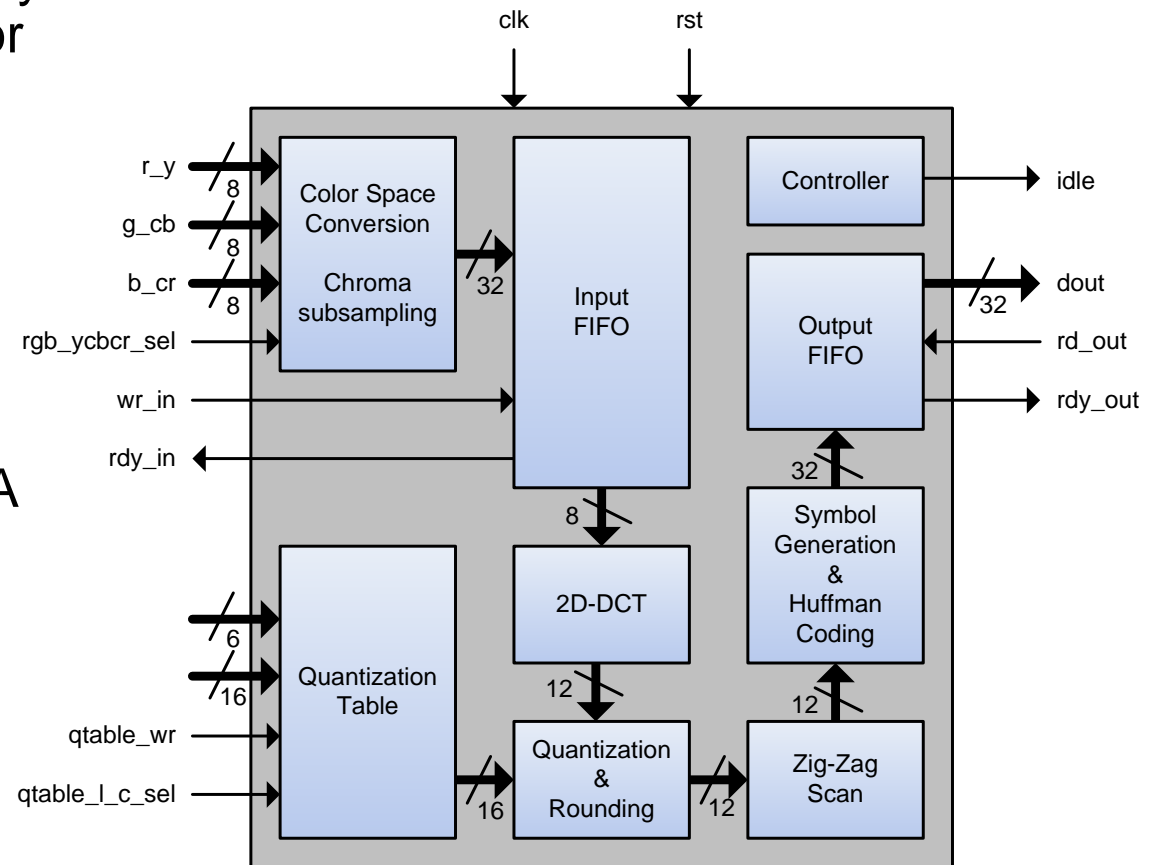 clk
rst
r_y
8
g_cb
8
b_cr
8
rgb_ycbcr_sel
wr_in
rdy_in
Color Space
Conversion
Chroma
subsampling
32
Input
FIFO
Controller
idle
Output
FIFO
32
dout
rd_out
rdy_out
8
2D-DCT
12
6
16
qtable_wr
qtable_l_c_sel
Quantization
Table
16
Quantization
&
Rounding
12
Zig-Zag
Scan
12
Symbol
Generation
&
Huffman
Coding
32
or
A